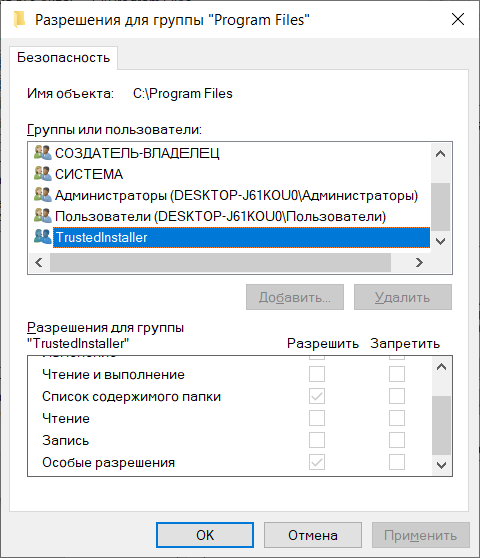 Разрешения для группы "Program Files"
Безопасность
Имя объекта: C:\Program Files
Группы или пользователи:
СОЗДАТЕЛЬ-ВЛАДЕЛЕЦ
СИСТЕМА
Администраторы (DESKTOP-J61KOU0\Администраторы)
Пользователи (DESKTOP-J61KOU0\Пользователи)
TrustedInstaller
Добавить... Удалить
Разрешения для группы
"TrustedInstaller" Разрешить Запретить
Чтение и выполнение
Список содержимого папки
Чтение
Запись
Особые разрешения
OK Отмена Применить